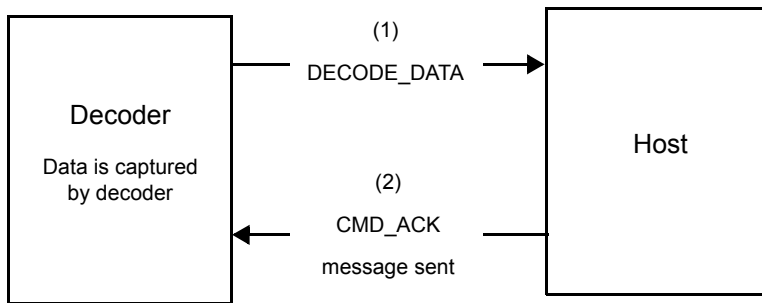 Decoder
Data is captured
by decoder
(1)
DECODE_DATA
(2)
CMD_ACK
message sent
Host